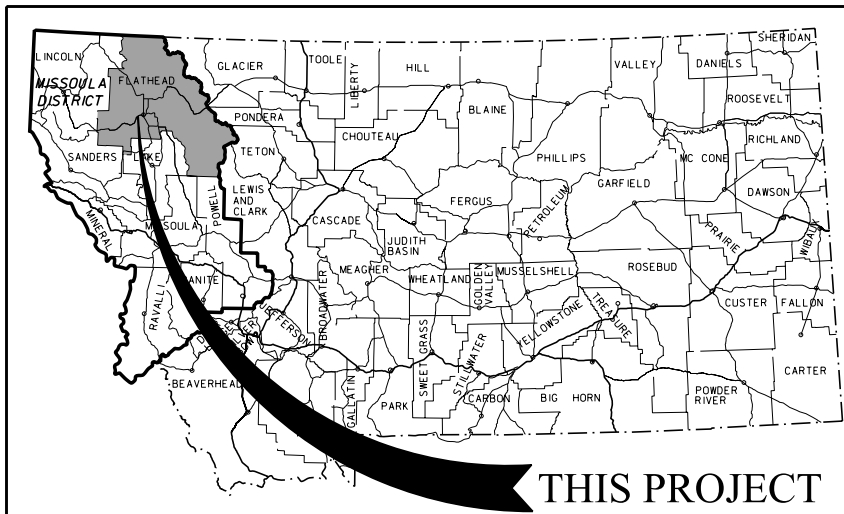 LINCOLN
MISSOULA
DISTRICT
FLATHEAD
GLACIER
TOOLE
LIBERTY
HILL
BLAINE
VALLEY
DANIELS
SHERIDAN
ROOSEVELT
PONDERA
TETON
CHOUTEAU
PHILLIPS
MC CONE
RICHLAND
DAWSON
SANDERS
LAKE
LEWIS
AND
CLARK
POWELL
MINERAL
CASCADE
FERGUS
PETROLEUM
GARFIELD
PRAIRIE
WIBAUX
JUDITH
BASIN
MEAGHER
WHEATLAND
GOLDEN
VALLEY
MUSSELSHELL
ROSEBUD
TREASURE
CUSTER
FALLON
RAVALLI
JEFFERSON
BROADWATER
YELLOWSTONE
BEAVERHEAD
GALLATIN
PARK
SWEET GRASS
STILLWATER
CARBON
BIG HORN
POWDER
RIVER
CARTER
THIS PROJECT